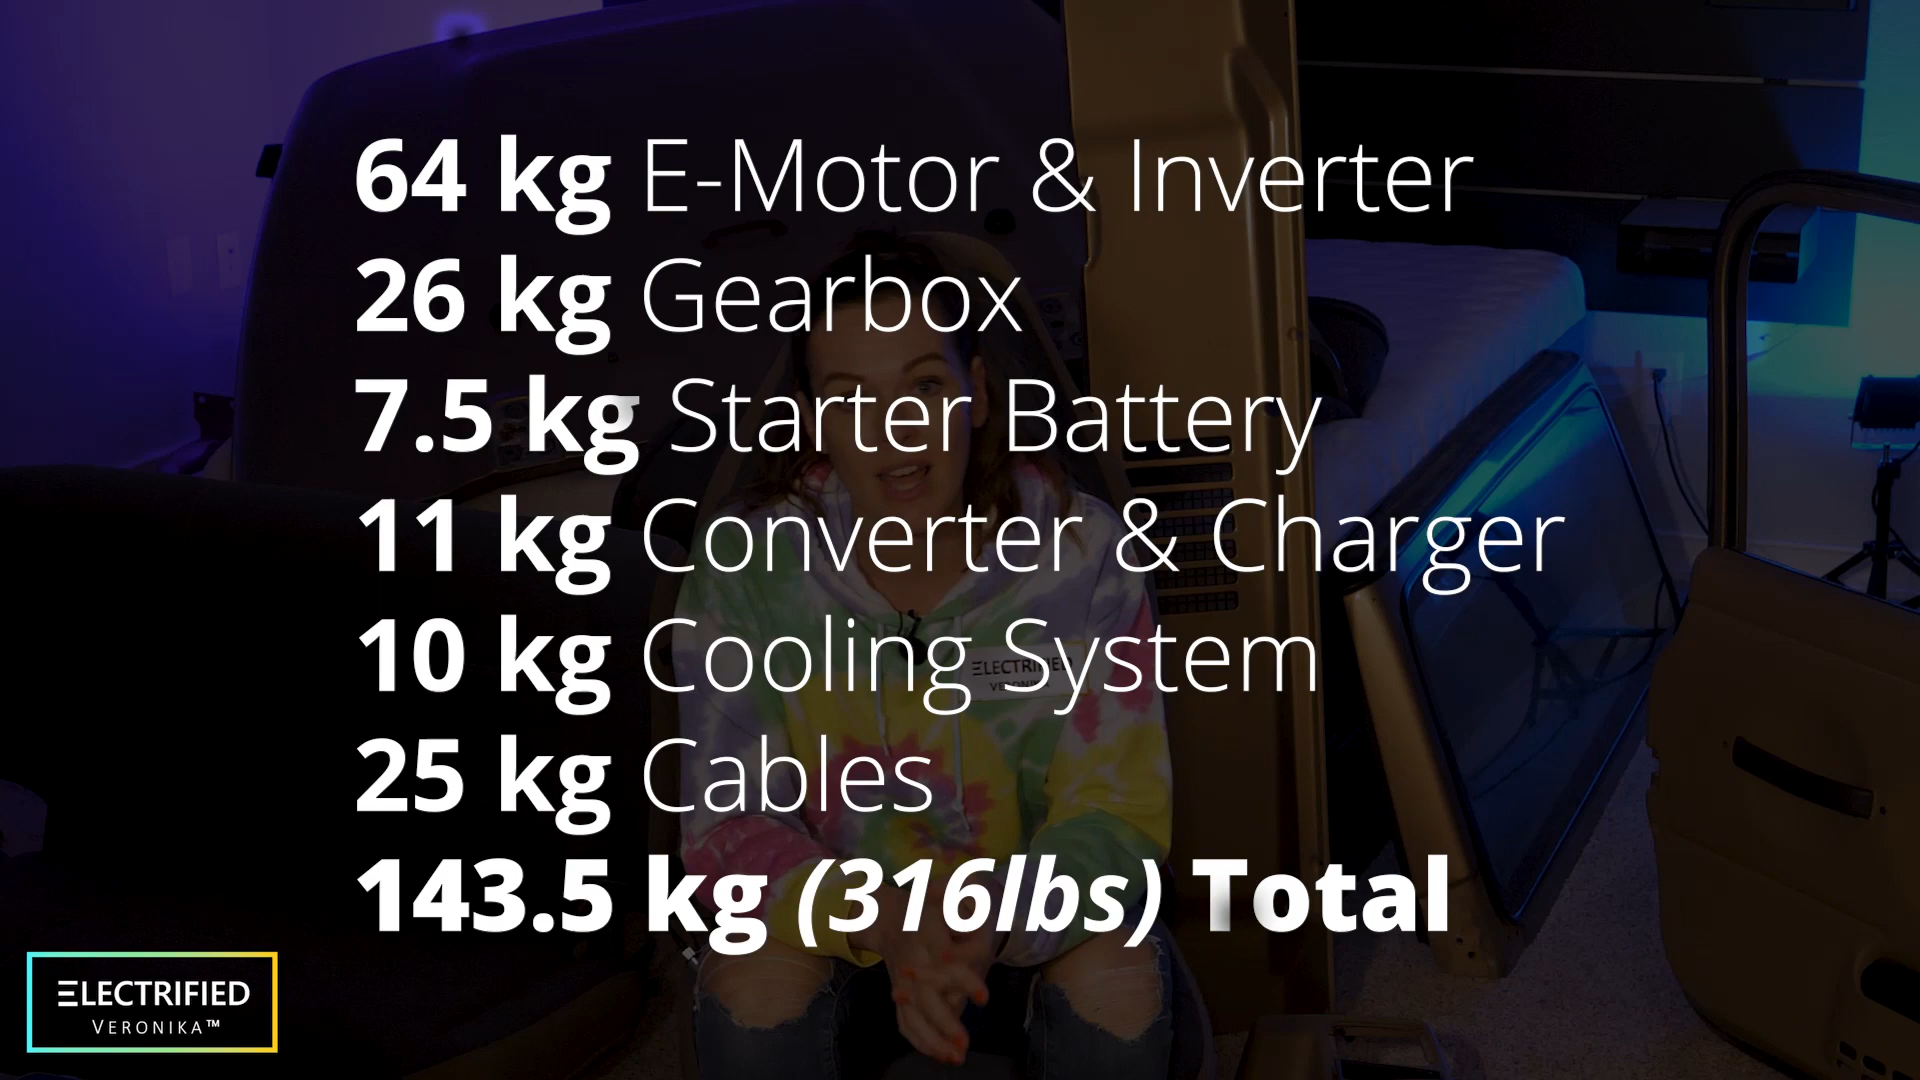 64 kg E-Motor & Inverter
26 kg Gearbox
7.5 kg Starter Battery
11 kg Converter & Charger
10 kg Cooling System
25 kg Cables
143.5 kg (316lbs) Total
ELECTRIFIED
VERONIKA™
ELECTRIFIED